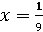 x = 1/9